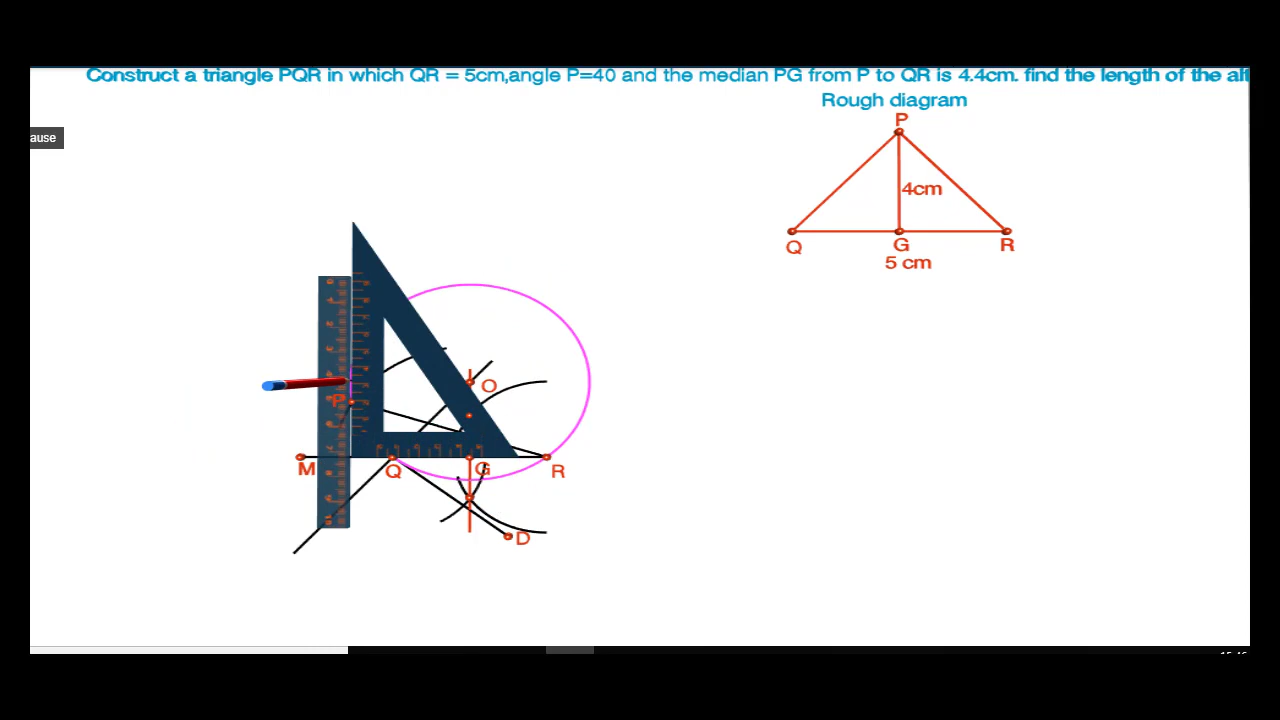 Construct a triangle PQR in which QR = 5cm,angle P=40 and the median PG from P to QR is 4.4cm. find the length of the alt
Rough diagram
P
ause
4cm
Q G R
5 cm
O
P
M Q G R
D